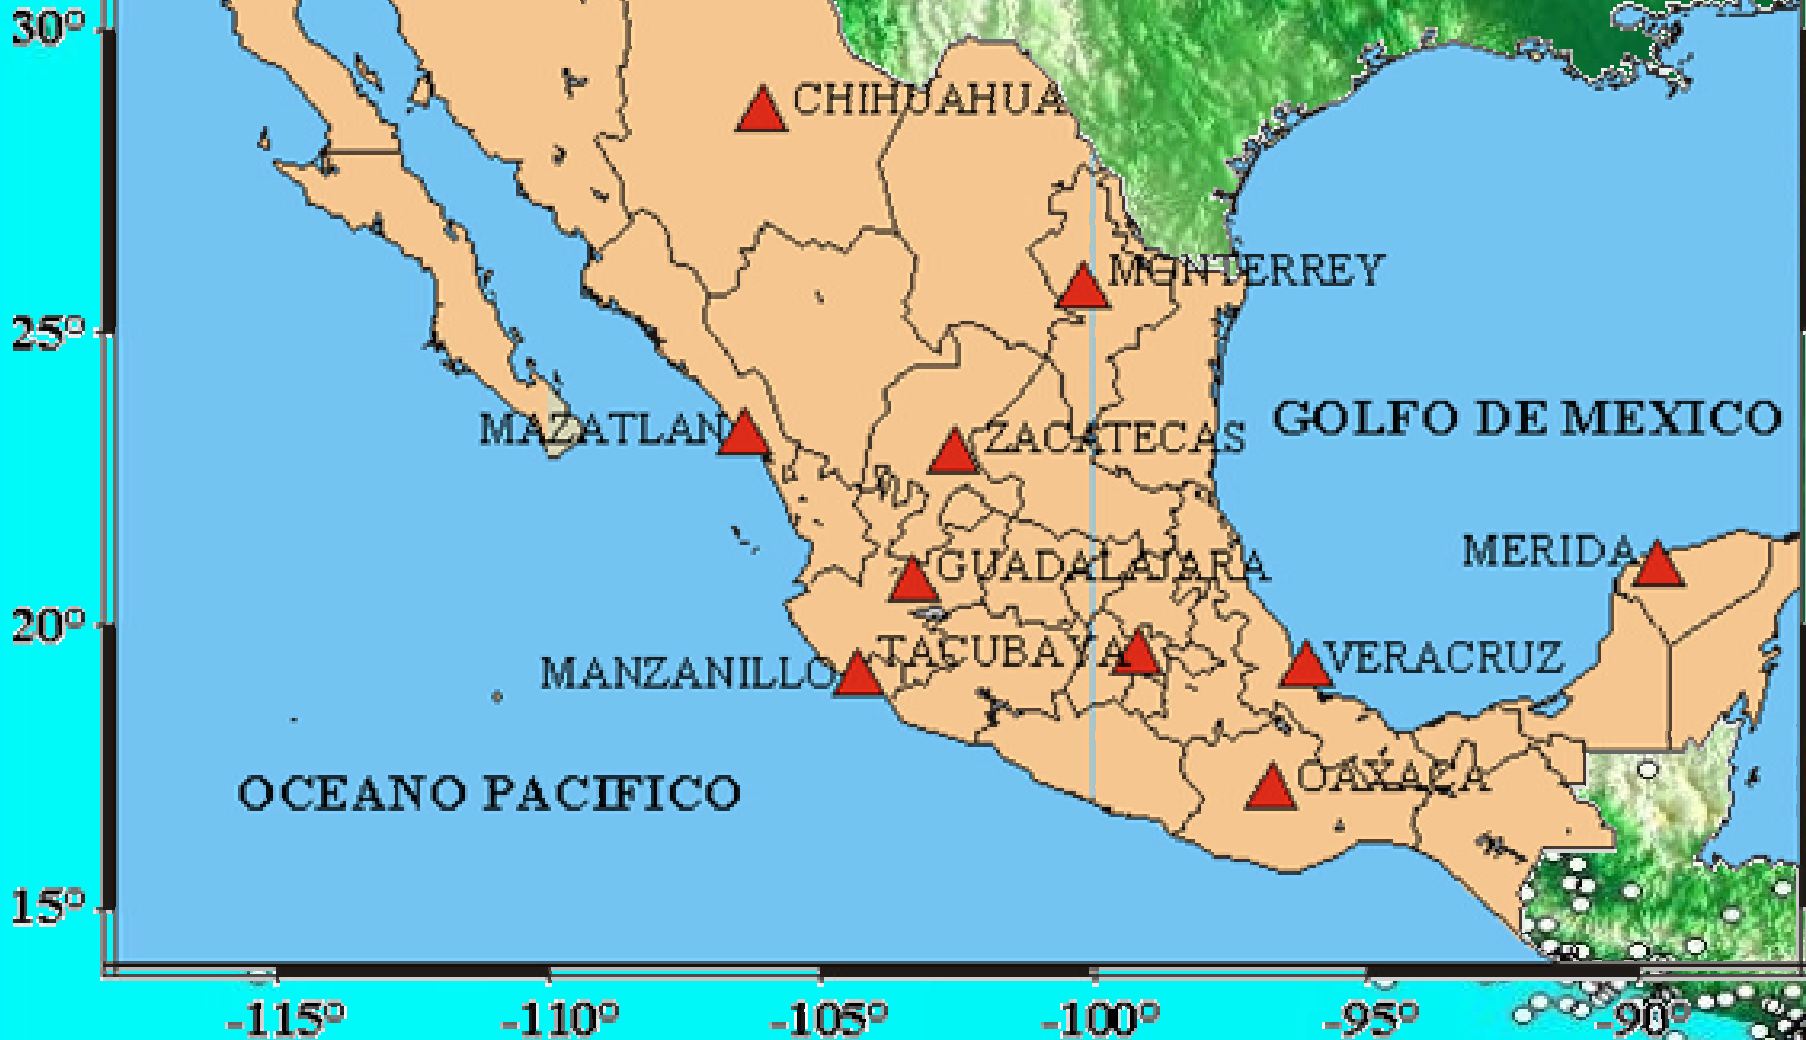 30°
CHIHUAHUA
MONTERREY
25°
MAZATLAN
ZACATECAS
GOLFO DE MEXICO
MERIDA
GUADALAJARA
20°
TACUBAYA
VERACRUZ
MANZANILLO
OAXACA
OCEANO PACIFICO
15°
-115°
-110°
-105°
-100°
-95°
-90°